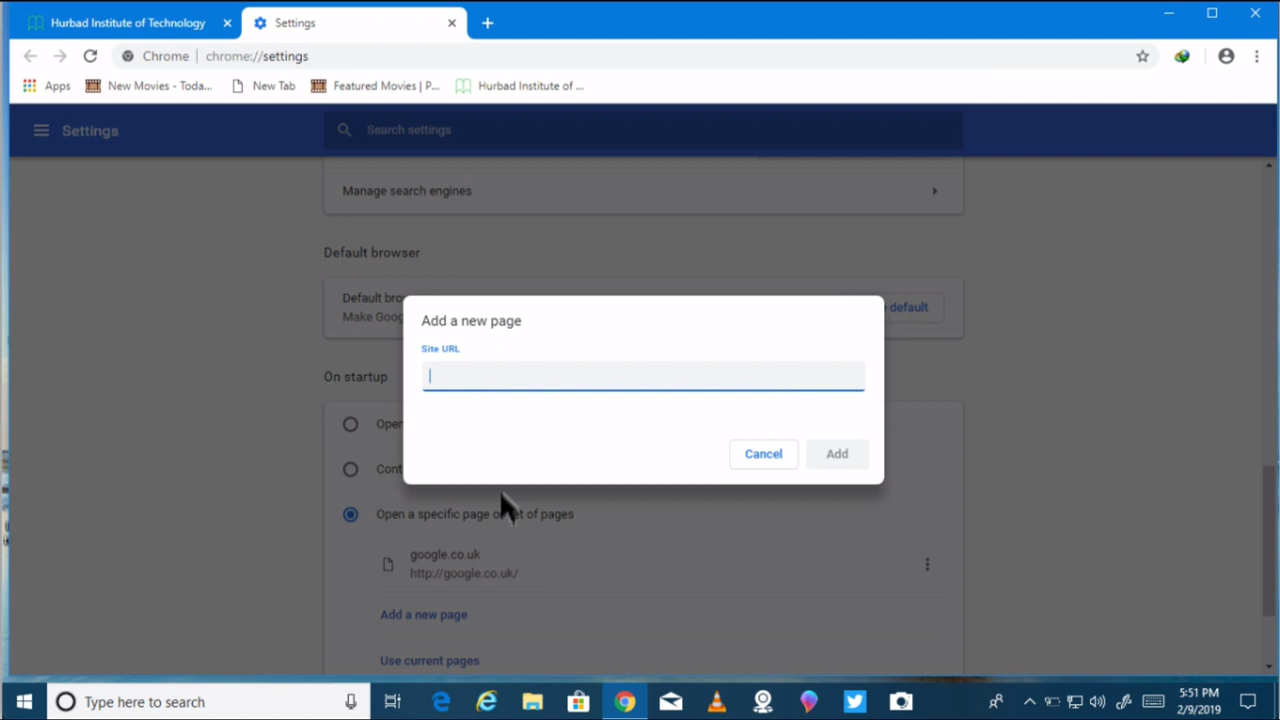 Hurbad Institute of Technology
Settings
Chrome
chrome://settings
Apps
New Movies - Toda...
New Tab
Featured Movies | P...
Hurbad Institute of ...
Settings
Search settings
Manage search engines
Default browser
Default bro
Make Goog
default
Add a new page
Site URL
Cancel
Add
On startup
Open
Cont
Open a specific page or set of pages
google.co.uk
http://google.co.uk/
Add a new page
Use current pages
Type here to search
5:51 PM
2/9/2019